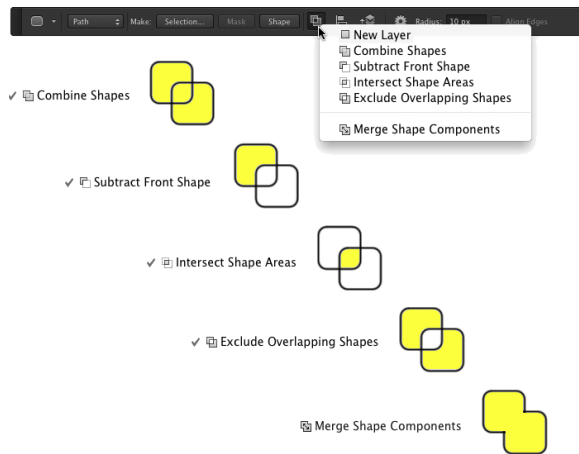 Path Make: Selection... Mask Shape Radius: 10 px Align Edges
New Layer
Combine Shapes
Subtract Front Shape
Intersect Shape Areas
Exclude Overlapping Shapes
Merge Shape Components
Combine Shapes
Subtract Front Shape
Intersect Shape Areas
Exclude Overlapping Shapes
Merge Shape Components